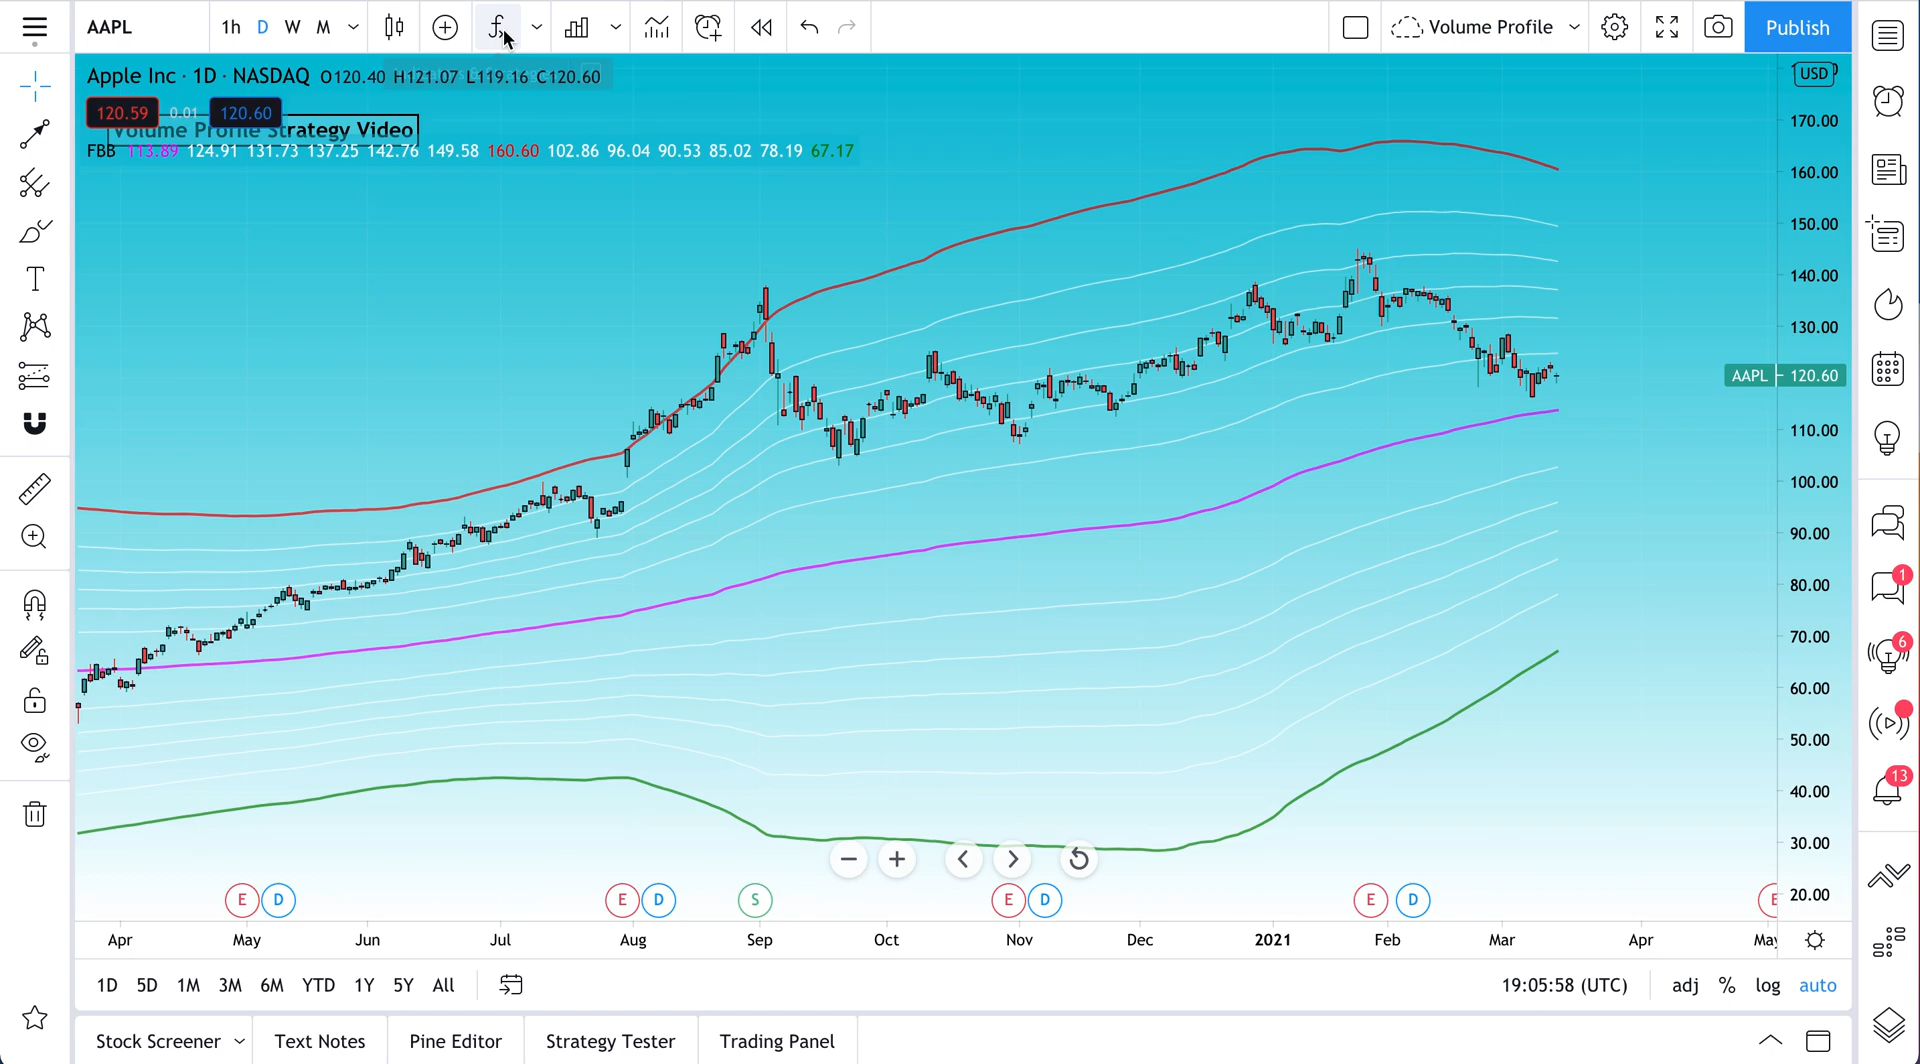 AAPL 1h D W M Volume Profile Publish
Apple Inc · 1D · NASDAQ O120.40 H121.07 L119.16 C120.60
120.59 0.01 120.60
Volume Profile Strategy Video
FBB 113.89 124.91 131.73 137.25 142.76 149.58 160.60 102.86 96.04 90.53 85.02 78.19 67.17
USD
170.00
160.00
150.00
140.00
130.00
AAPL 120.60
110.00
100.00
90.00
80.00
70.00
60.00
50.00
40.00
30.00
20.00
1
6
13
E D E D S E D E D E
Apr May Jun Jul Aug Sep Oct Nov Dec 2021 Feb Mar Apr May
1D 5D 1M 3M 6M YTD 1Y 5Y All 19:05:58 (UTC) adj % log auto
Stock Screener Text Notes Pine Editor Strategy Tester Trading Panel